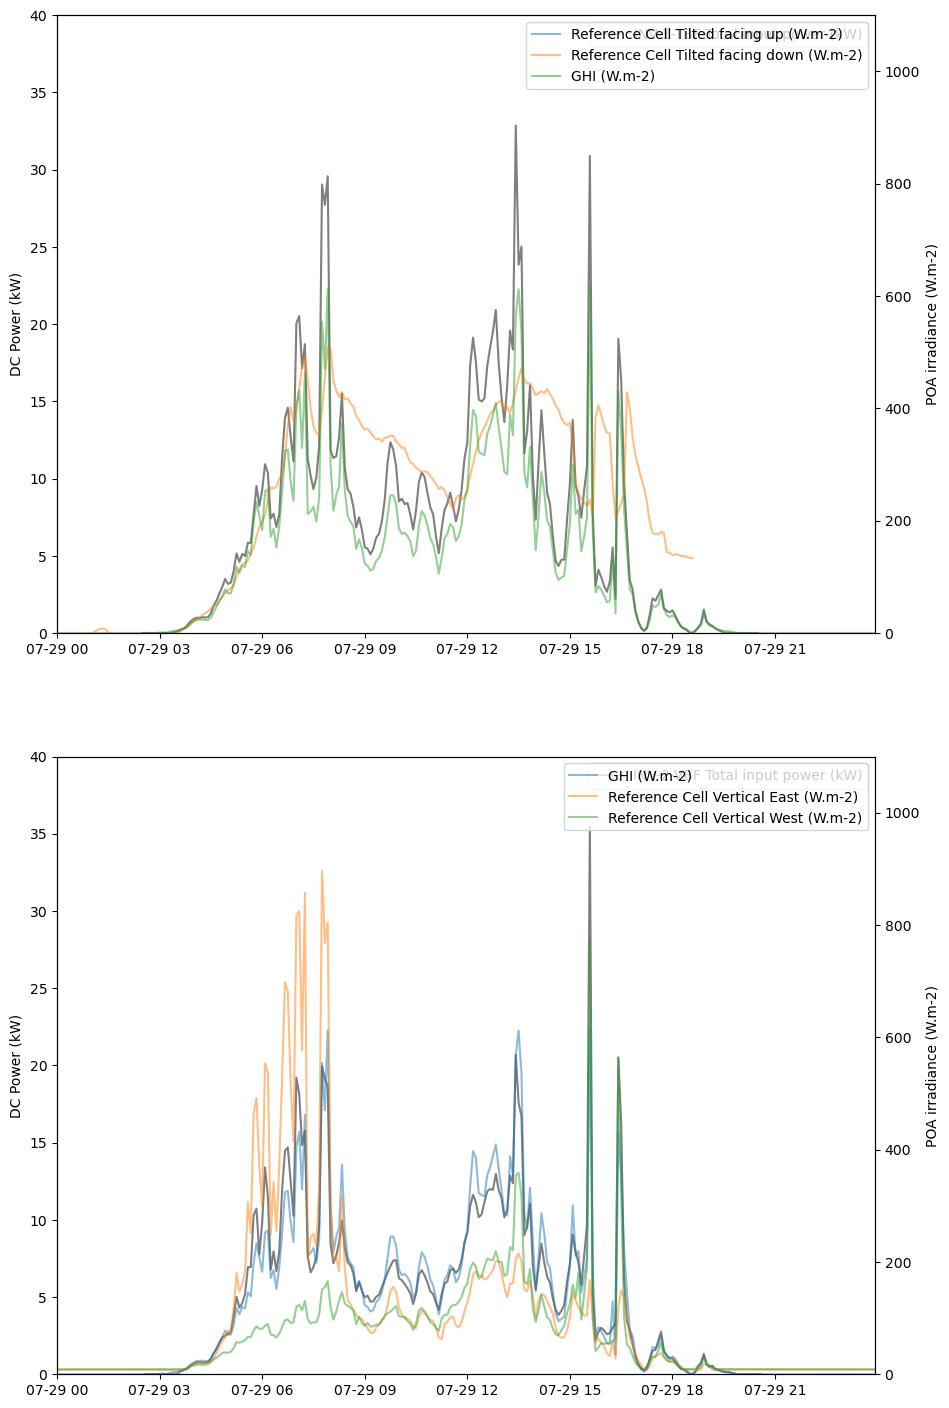 40
35
30
25
20
15
10
5
0
DC Power (kW)
Reference Cell Tilted facing up (W.m-2)
Reference Cell Tilted facing down (W.m-2)
GHI (W.m-2)
1000
800
600
400
200
0
POA irradiance (W.m-2)
07-29 00 07-29 03 07-29 06 07-29 09 07-29 12 07-29 15 07-29 18 07-29 21
40
35
30
25
20
15
10
5
0
DC Power (kW)
GHI (W.m-2) Total input power (kW)
Reference Cell Vertical East (W.m-2)
Reference Cell Vertical West (W.m-2)
1000
800
600
400
200
0
POA irradiance (W.m-2)
07-29 00 07-29 03 07-29 06 07-29 09 07-29 12 07-29 15 07-29 18 07-29 21